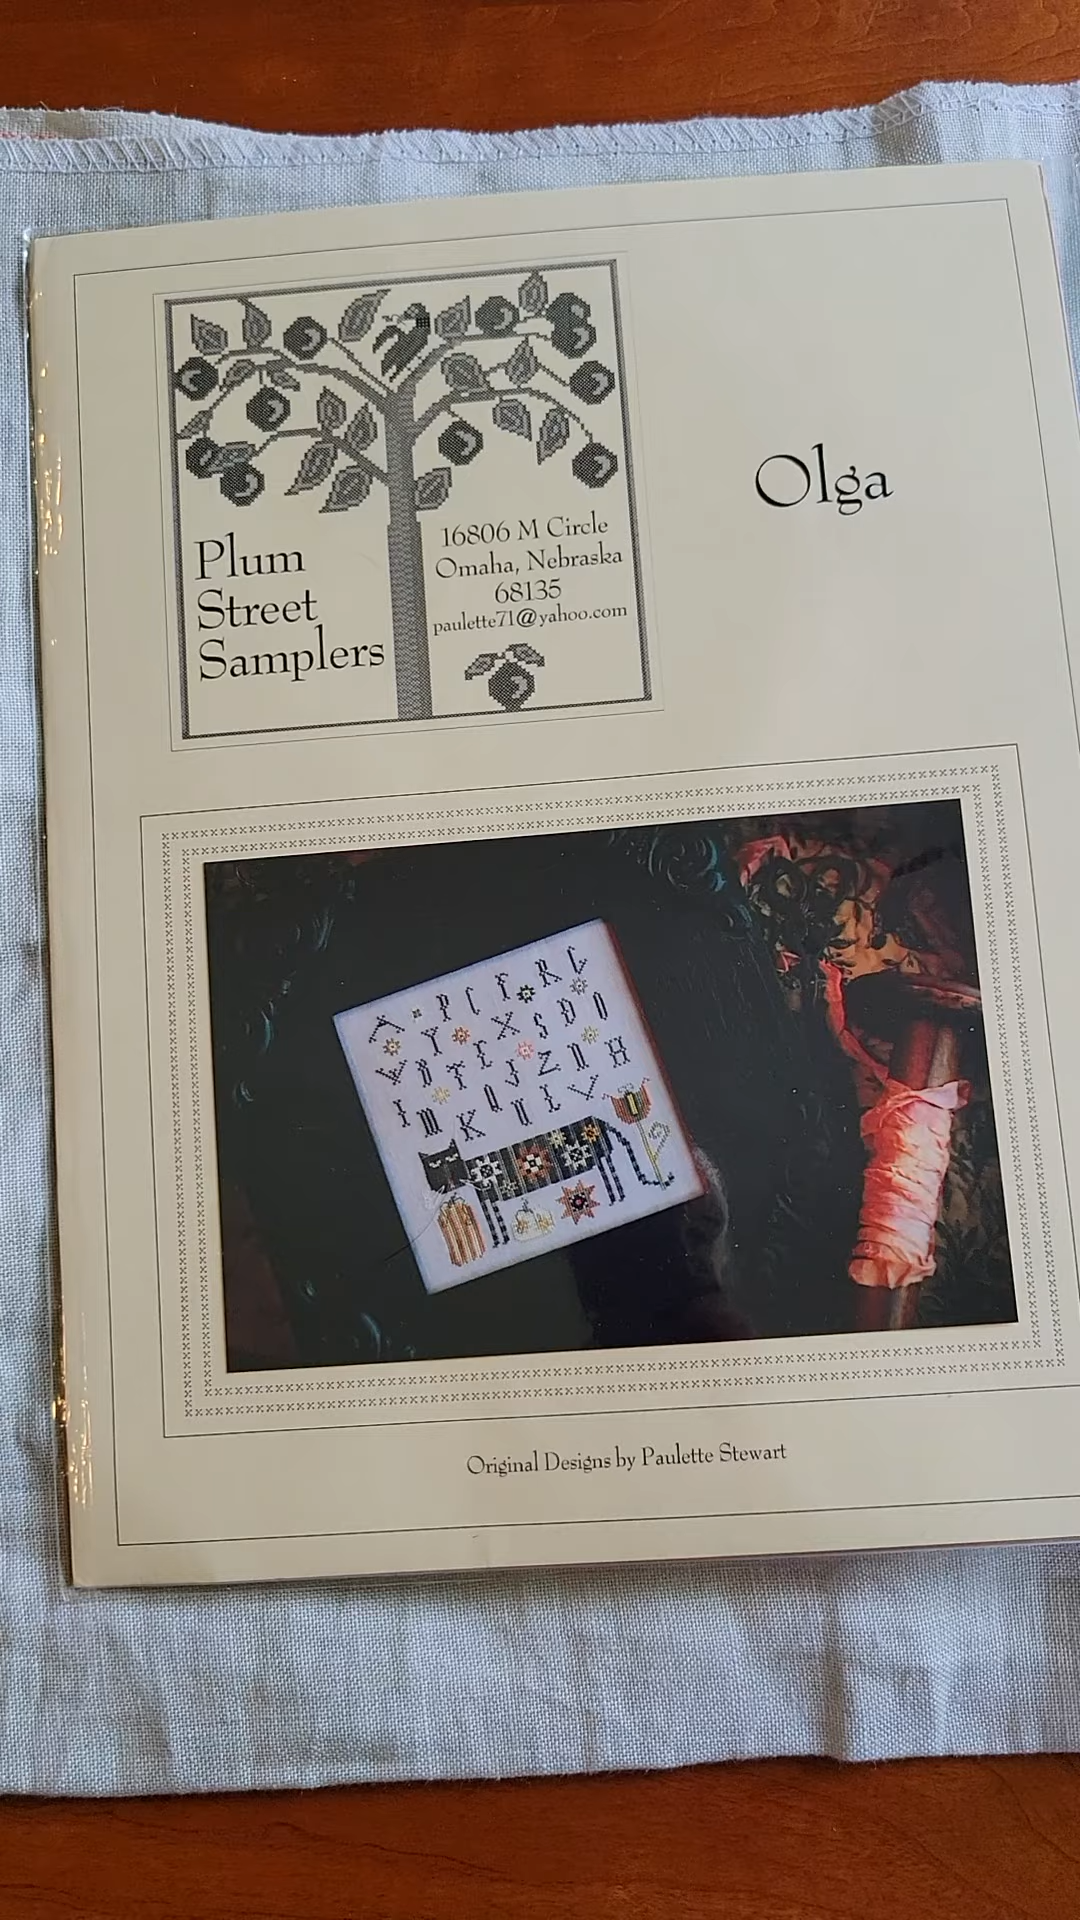 Olga
Plum
Street
Samplers
16806 M Circle
Omaha, Nebraska
68135
paulette71@yahoo.com
Original Designs by Paulette Stewart